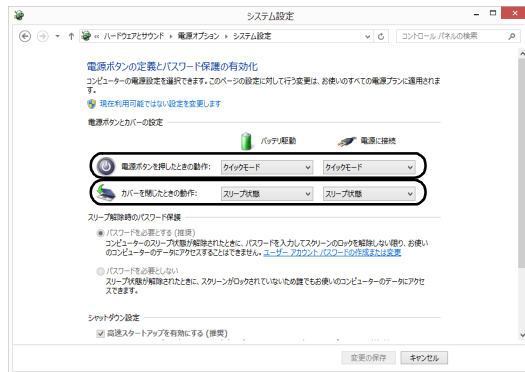 システム設定
« ハードウェアとサウンド ▸ 電源オプション ▸ システム設定
コントロール パネルの検索
電源ボタンの定義とパスワード保護の有効化
コンピューターの電源設定を選択できます。このページの設定に対して行う変更は、お使いのすべての電源プランに適用されま
す。
現在利用可能ではない設定を変更します
電源ボタンとカバーの設定
バッテリ駆動 電源に接続
電源ボタンを押したときの動作: クイックモード クイックモード
カバーを閉じたときの動作: スリープ状態 スリープ状態
スリープ解除時のパスワード保護
パスワードを必要とする (推奨)
コンピューターのスリープ状態が解除されたときに、パスワードを入力してスクリーンのロックを解除しない限り、お使い
のコンピューターのデータにアクセスすることはできません。ユーザー アカウント パスワードの作成または変更
パスワードを必要としない
スリープ状態が解除されたときに、スクリーンがロックされていないため誰でもお使いのコンピューターのデータにアクセ
スできます。
シャットダウン設定
高速スタートアップを有効にする (推奨)
変更の保存 キャンセル